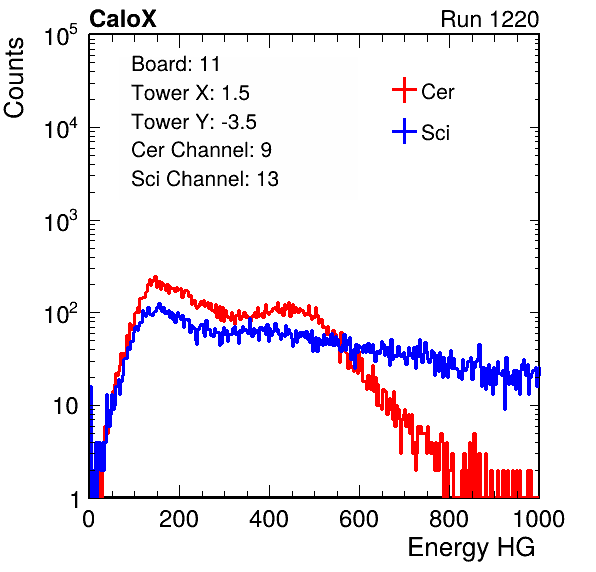 CaloX Run 1220
Counts
Board: 11
Tower X: 1.5
Tower Y: -3.5
Cer Channel: 9
Sci Channel: 13
Cer
Sci
10^5
10^4
10^3
10^2
10
1
0 200 400 600 800 1000
Energy HG